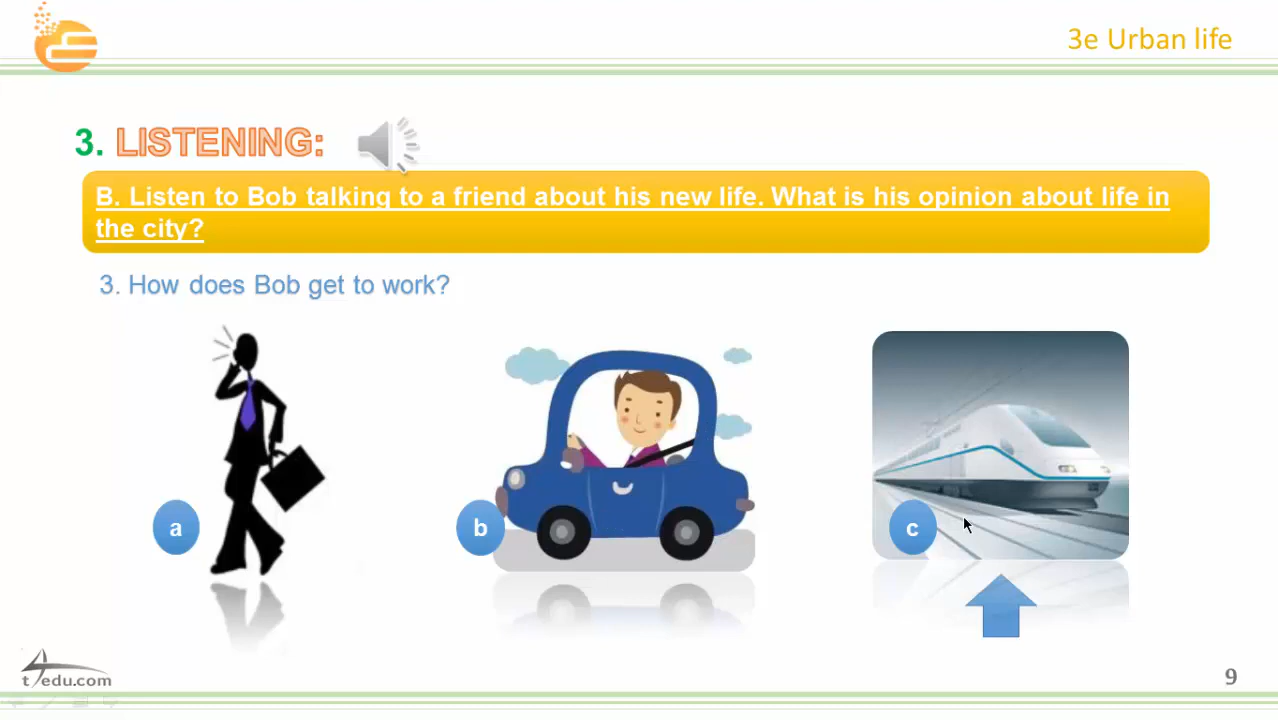 3e Urban life
3. LISTENING:
B. Listen to Bob talking to a friend about his new life. What is his opinion about life in
the city?
3. How does Bob get to work?
a
b
c
t4edu.com
9